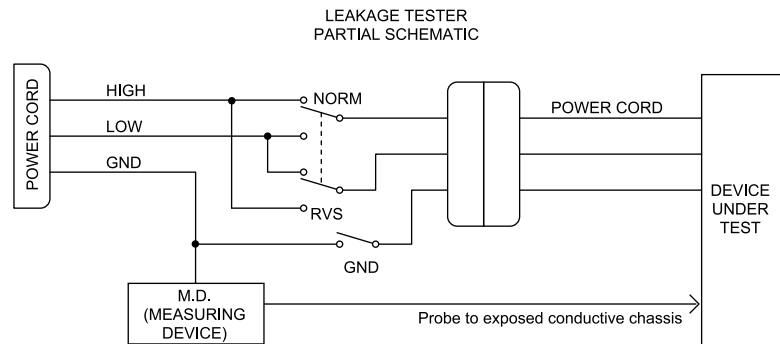 LEAKAGE TESTER
PARTIAL SCHEMATIC
POWER CORD
HIGH
LOW
GND
NORM
RVS
GND
POWER CORD
DEVICE
UNDER
TEST
M.D.
(MEASURING
DEVICE)
Probe to exposed conductive chassis